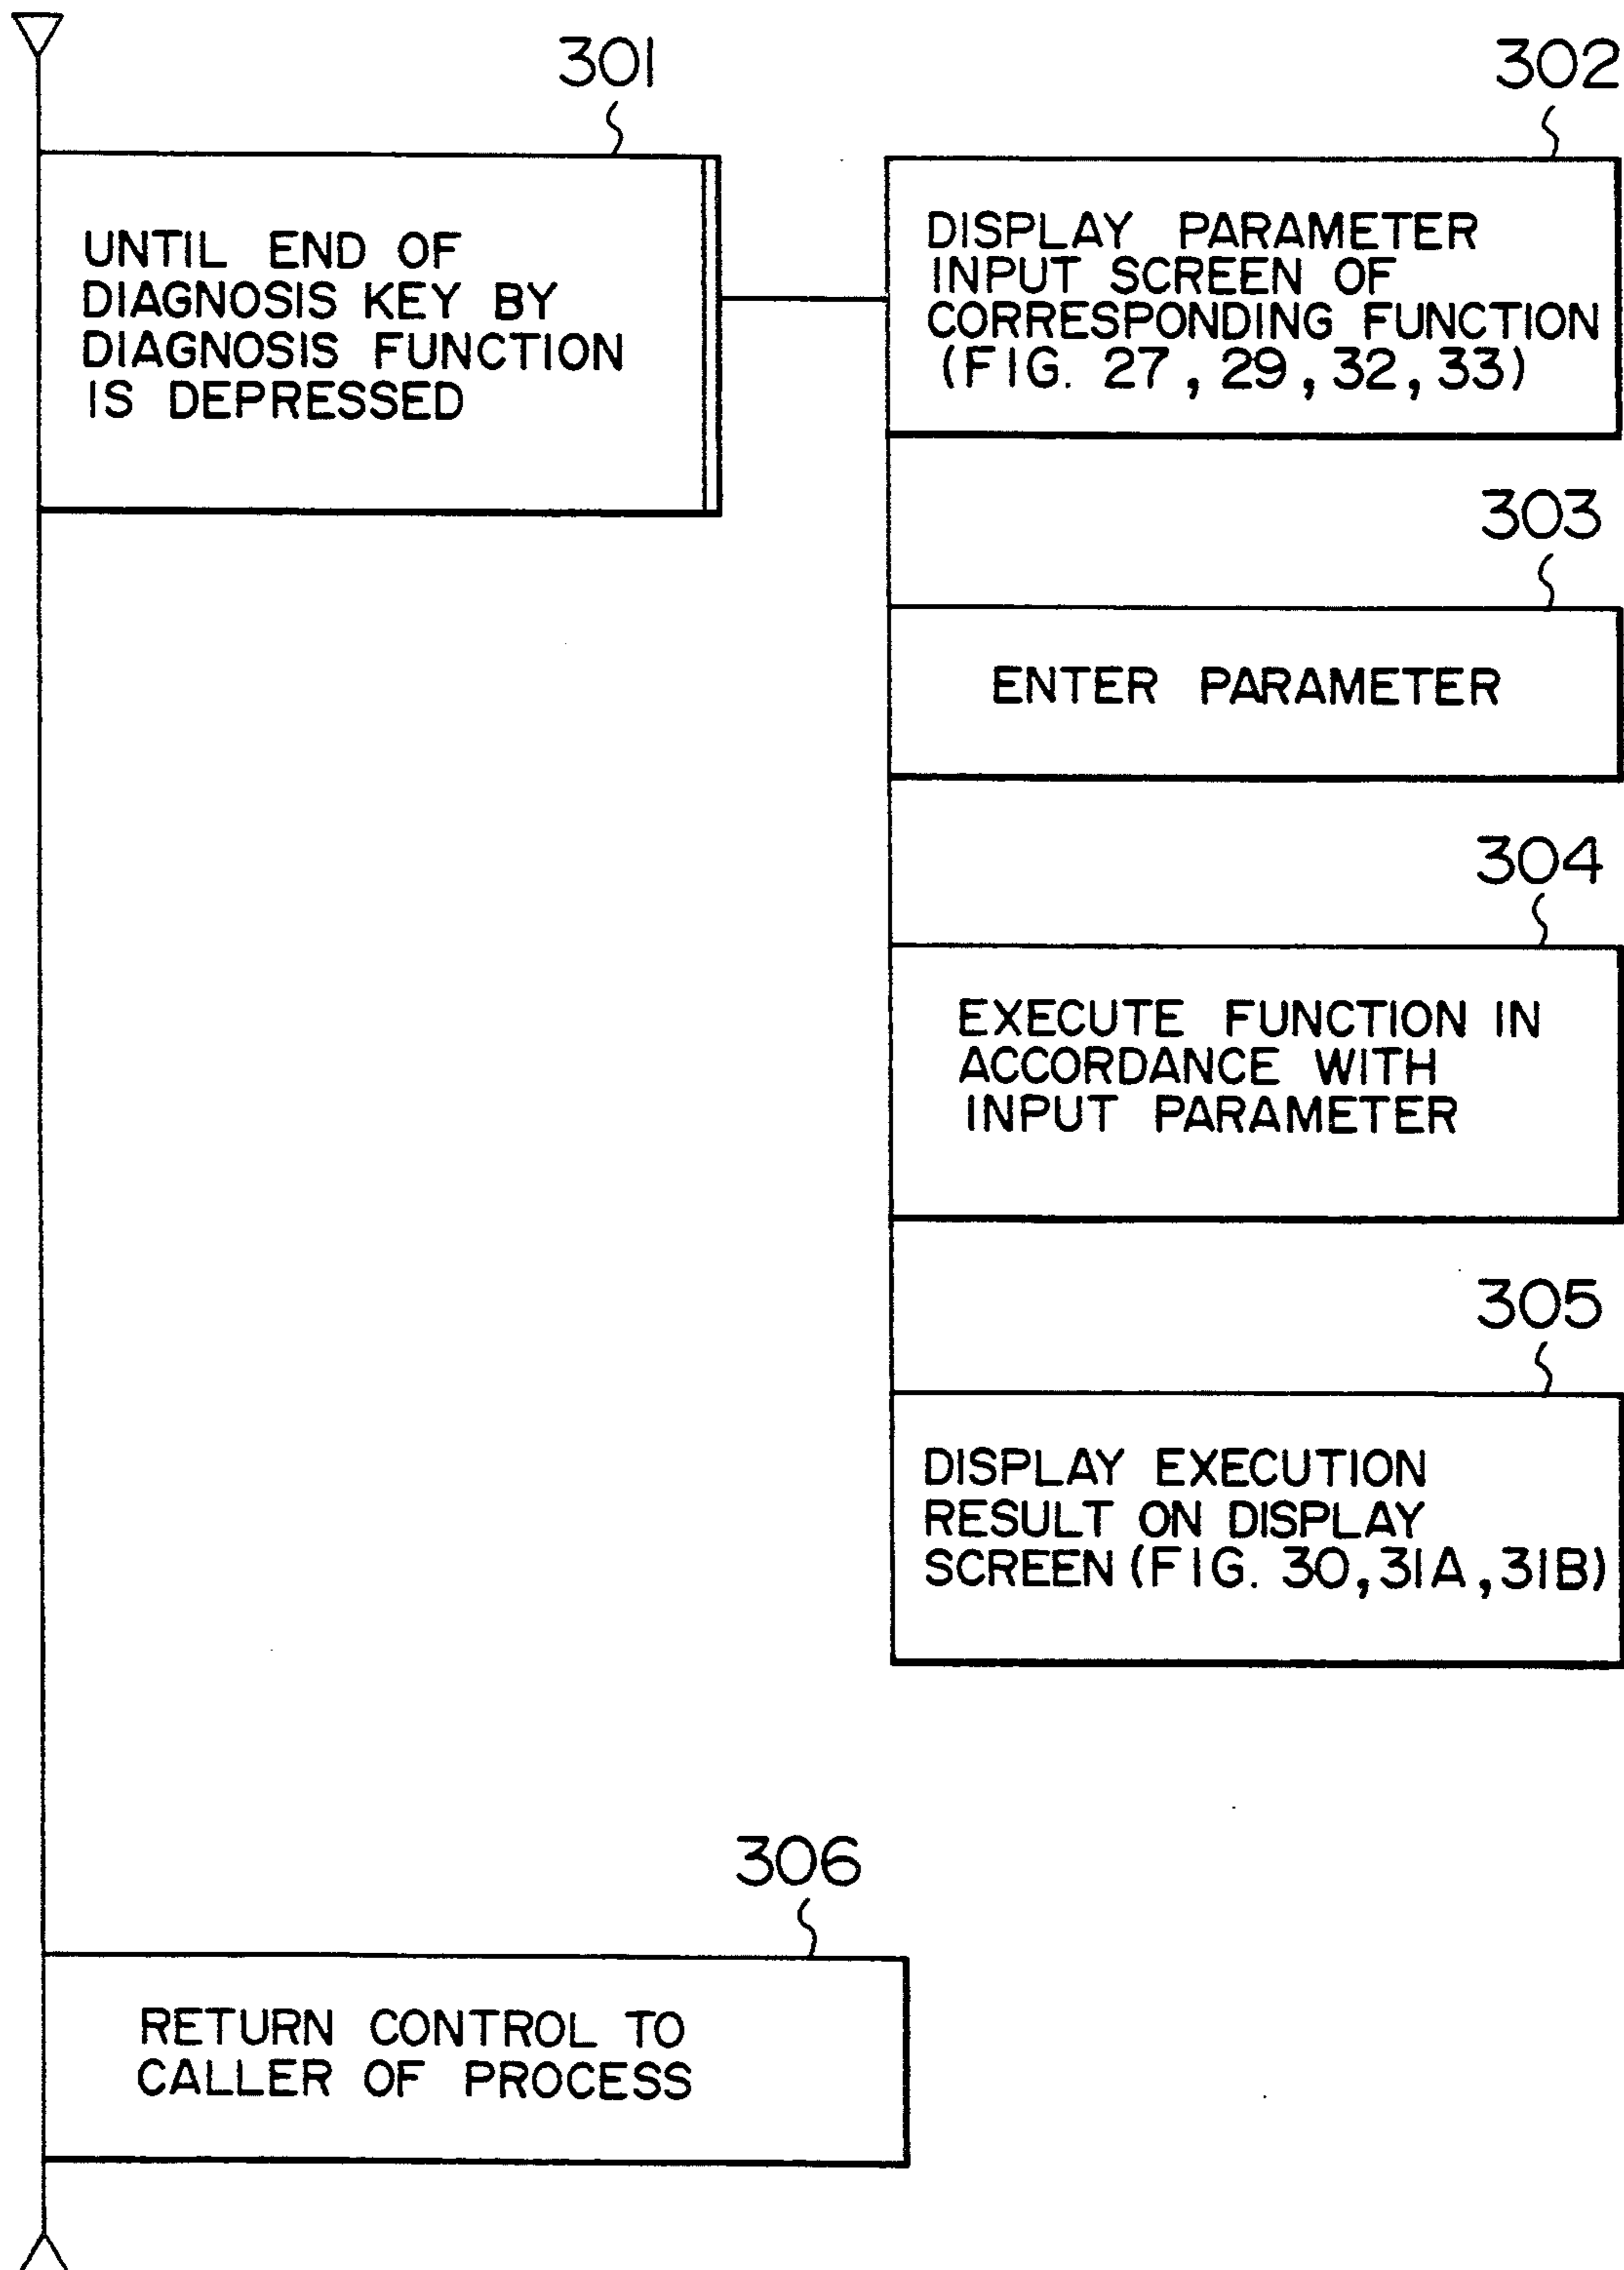 301
UNTIL END OF
DIAGNOSIS KEY BY
DIAGNOSIS FUNCTION
IS DEPRESSED
302
DISPLAY PARAMETER
INPUT SCREEN OF
CORRESPONDING FUNCTION
(FIG. 27, 29, 32, 33)
303
ENTER PARAMETER
304
EXECUTE FUNCTION IN
ACCORDANCE WITH
INPUT PARAMETER
305
DISPLAY EXECUTION
RESULT ON DISPLAY
SCREEN (FIG. 30, 31A, 31B)
306
RETURN CONTROL TO
CALLER OF PROCESS